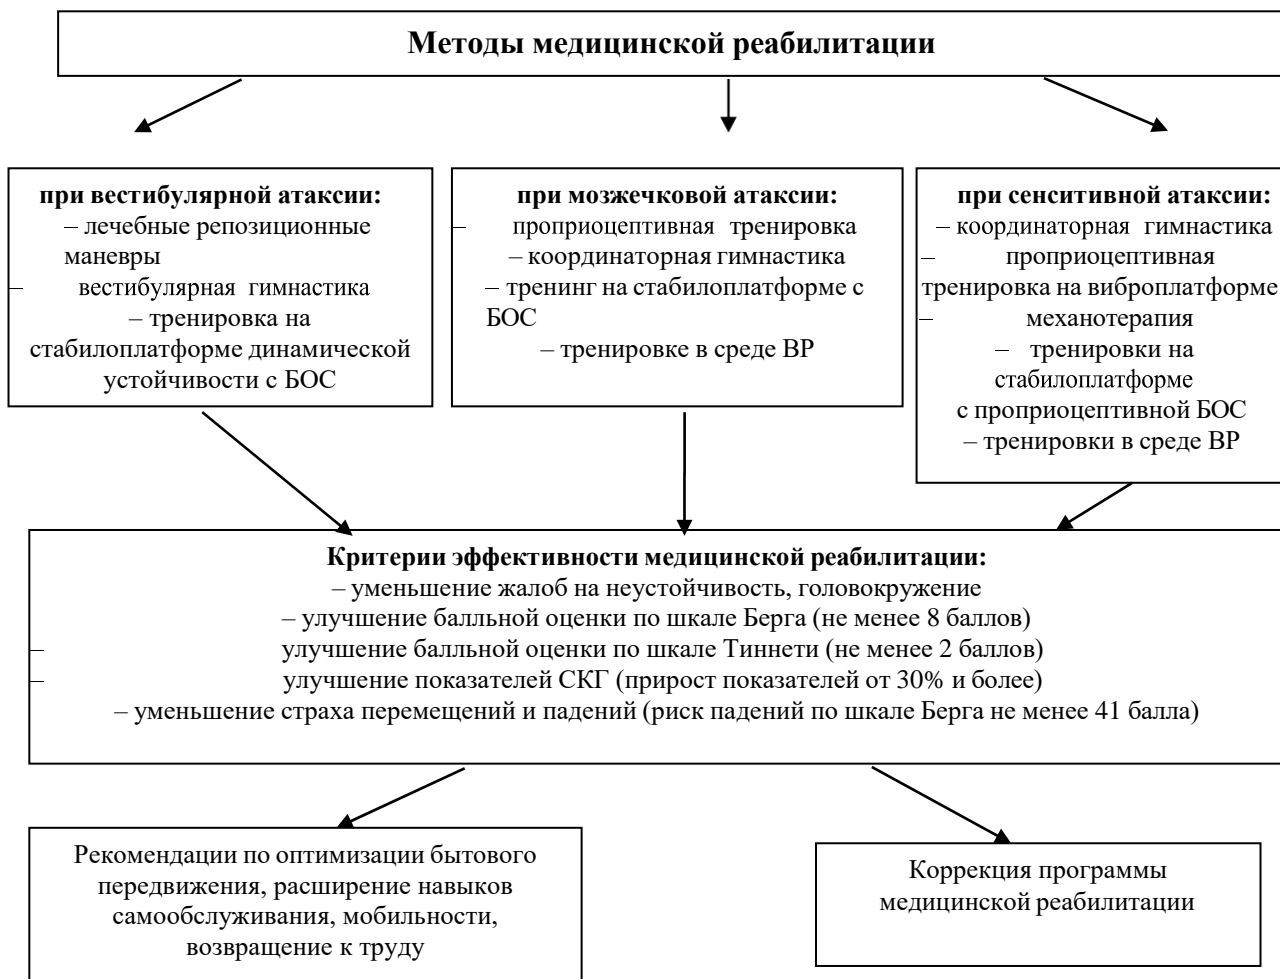 Методы медицинской реабилитации
при вестибулярной атаксии:
– лечебные репозиционные
маневры
– вестибулярная гимнастика
– тренировка на
стабилоплатформе динамической
устойчивости с БОС
при мозжечковой атаксии:
– проприоцептивная тренировка
– координаторная гимнастика
– тренинг на стабилоплатформе с
БОС
– тренировке в среде ВР
при сенситивной атаксии:
– координаторная гимнастика
– проприоцептивная
тренировка на виброплатформе
– механотерапия
– тренировки на
стабилоплатформе
с проприоцептивной БОС
– тренировки в среде ВР
Критерии эффективности медицинской реабилитации:
– уменьшение жалоб на неустойчивость, головокружение
– улучшение балльной оценки по шкале Берга (не менее 8 баллов)
– улучшение балльной оценки по шкале Тиннети (не менее 2 баллов)
– улучшение показателей СКГ (прирост показателей от 30% и более)
– уменьшение страха перемещений и падений (риск падений по шкале Берга не менее 41 балла)
Рекомендации по оптимизации бытового
передвижения, расширение навыков
самообслуживания, мобильности,
возвращение к труду
Коррекция программы
медицинской реабилитации